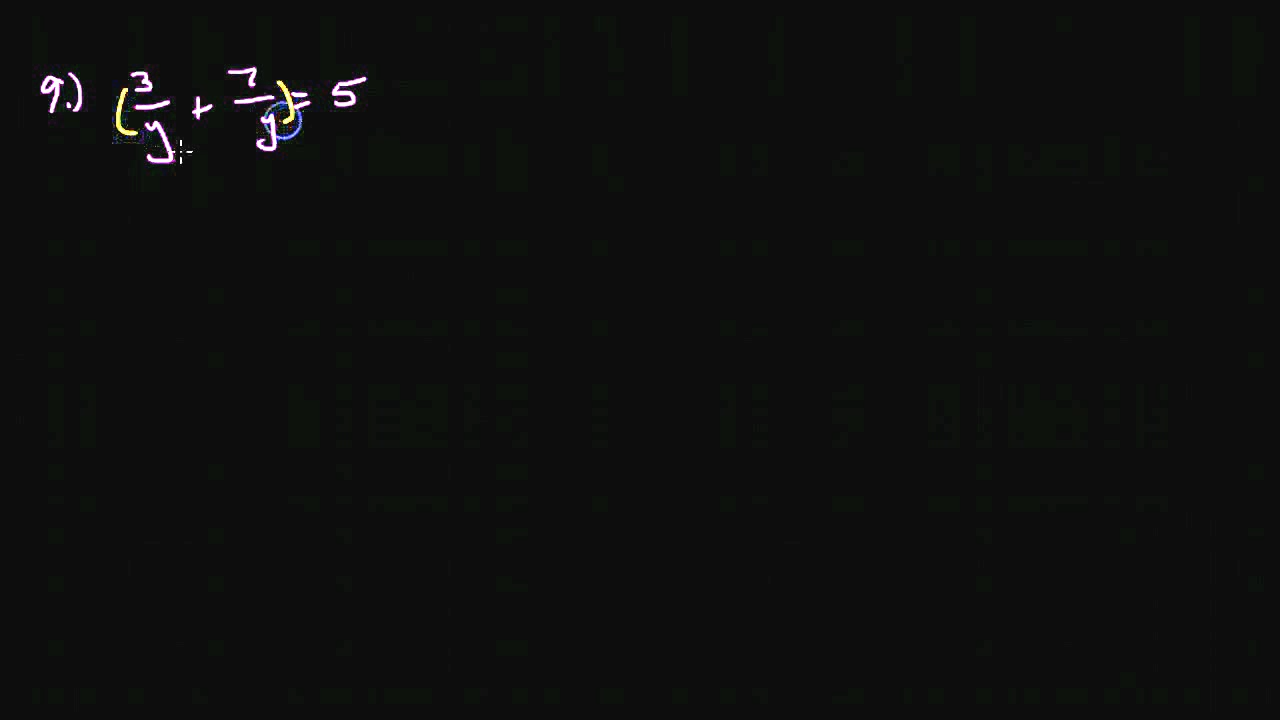 9.) (3/y + 7/y) = 5